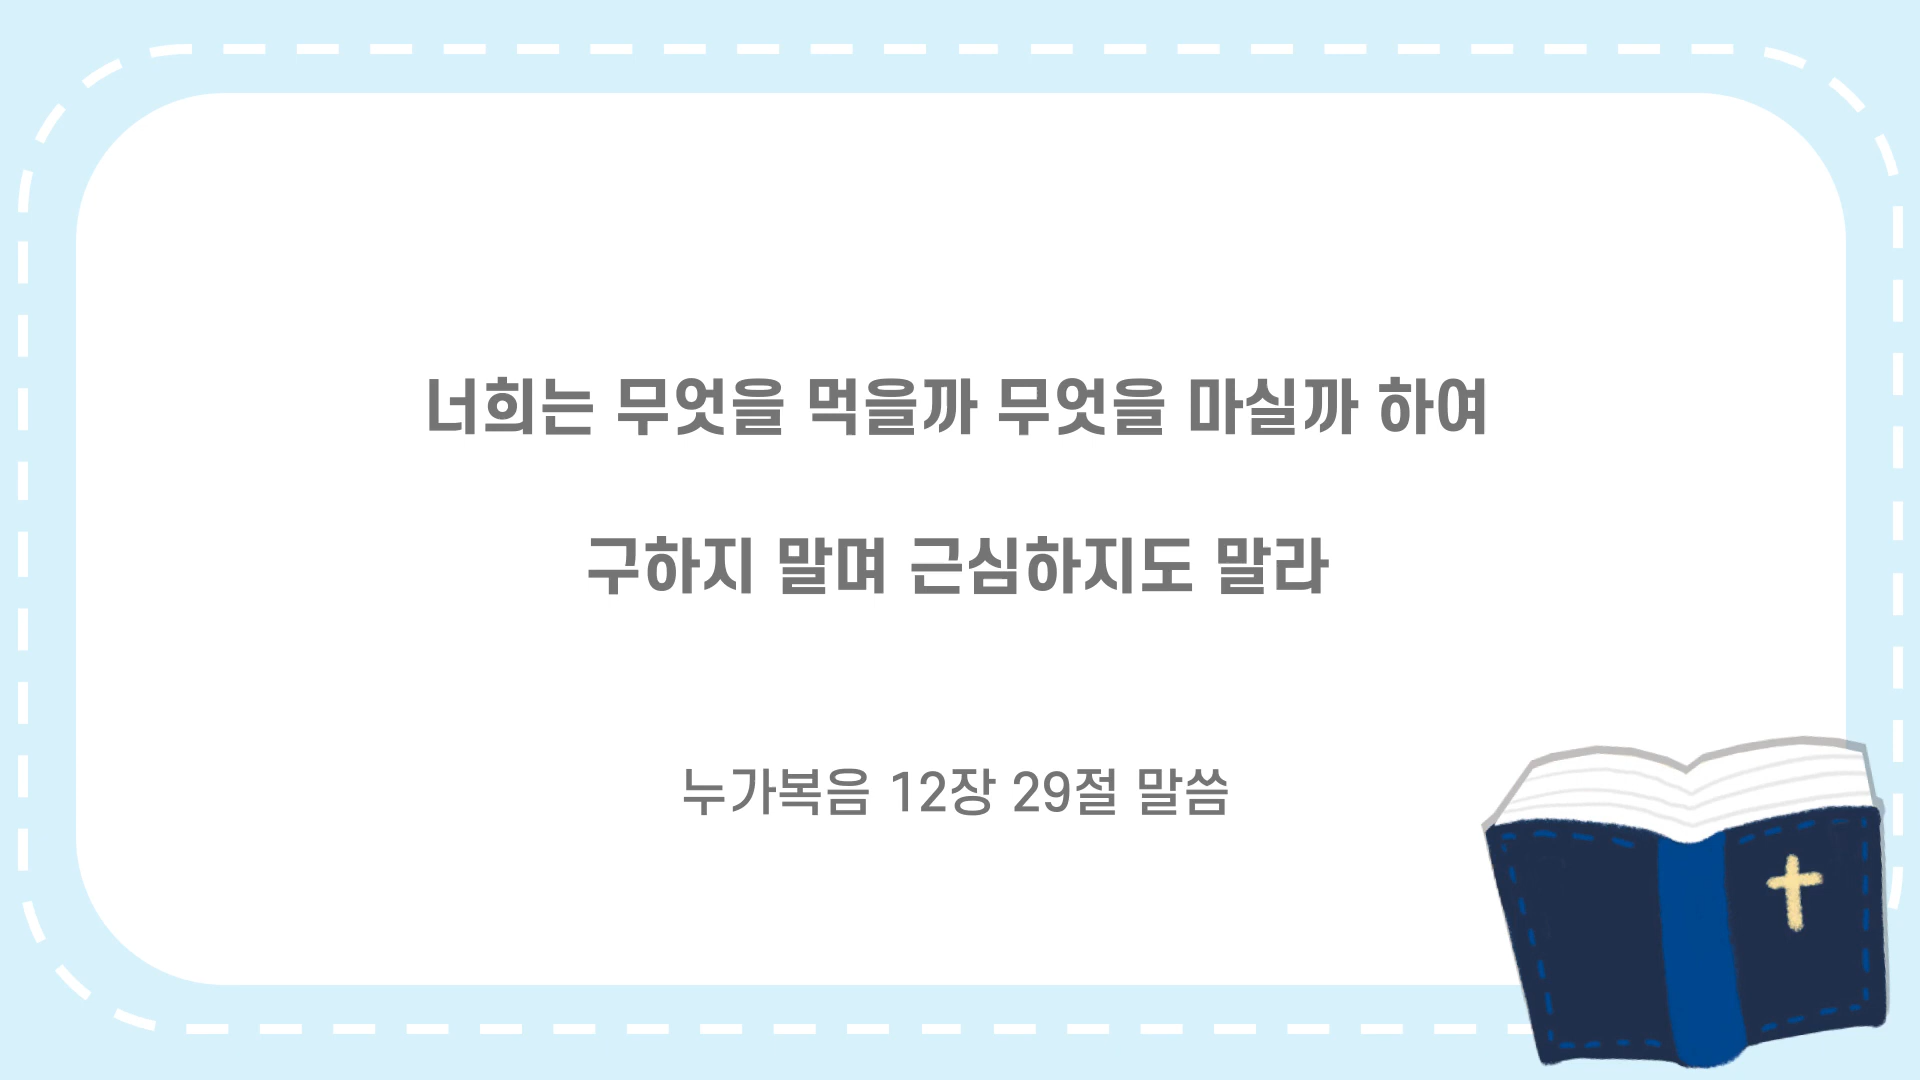 너희는 무엇을 먹을까 무엇을 마실까 하여
구하지 말며 근심하지도 말라
누가복음 12장 29절 말씀